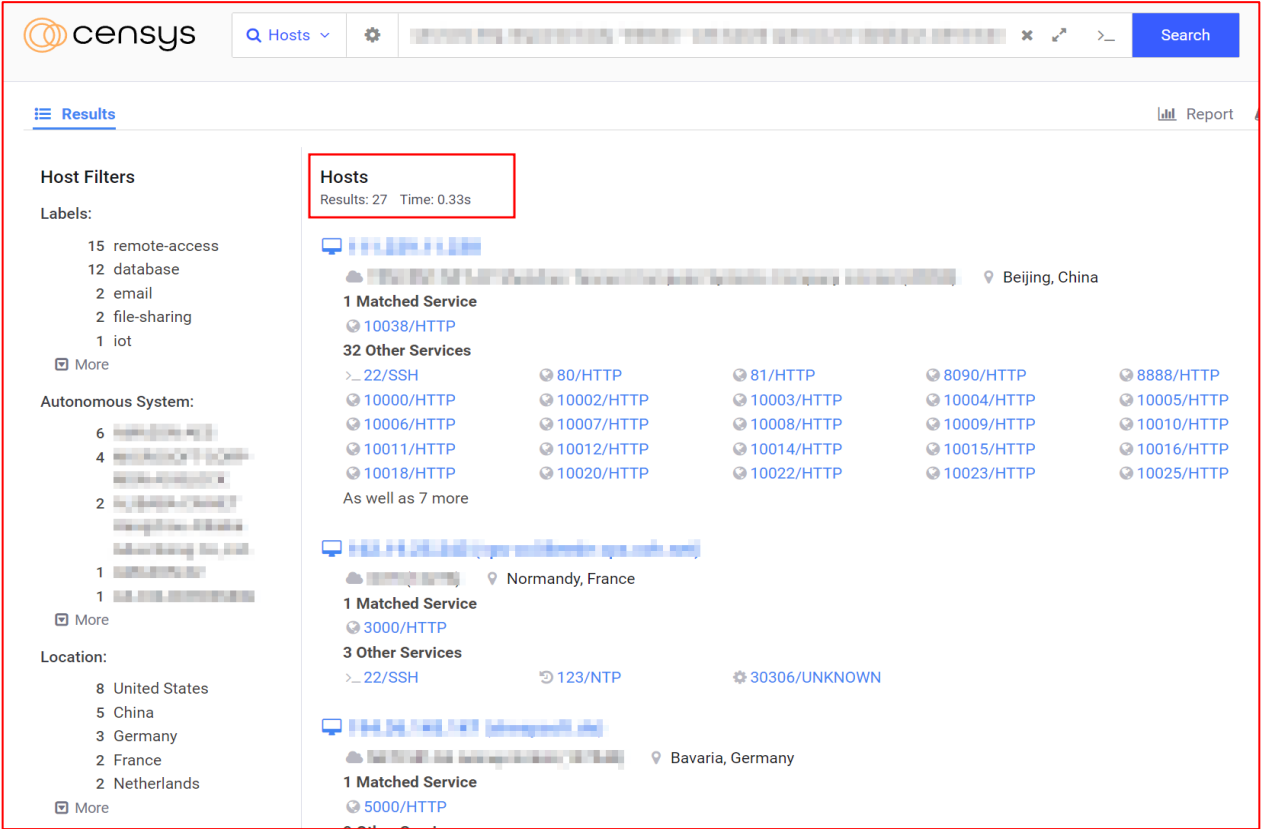 censys
Hosts
Search
Results
Report
Host Filters
Labels:
15 remote-access
12 database
2 email
2 file-sharing
1 iot
More
Autonomous System:
6
4
2
1
1
More
Location:
8 United States
5 China
3 Germany
2 France
2 Netherlands
More
Hosts
Results: 27 Time: 0.33s
Beijing, China
1 Matched Service
10038/HTTP
32 Other Services
>_ 22/SSH 80/HTTP 81/HTTP 8090/HTTP 8888/HTTP
10000/HTTP 10002/HTTP 10003/HTTP 10004/HTTP 10005/HTTP
10006/HTTP 10007/HTTP 10008/HTTP 10009/HTTP 10010/HTTP
10011/HTTP 10012/HTTP 10014/HTTP 10015/HTTP 10016/HTTP
10018/HTTP 10020/HTTP 10022/HTTP 10023/HTTP 10025/HTTP
As well as 7 more
Normandy, France
1 Matched Service
3000/HTTP
3 Other Services
>_ 22/SSH 123/NTP 30306/UNKNOWN
Bavaria, Germany
1 Matched Service
5000/HTTP